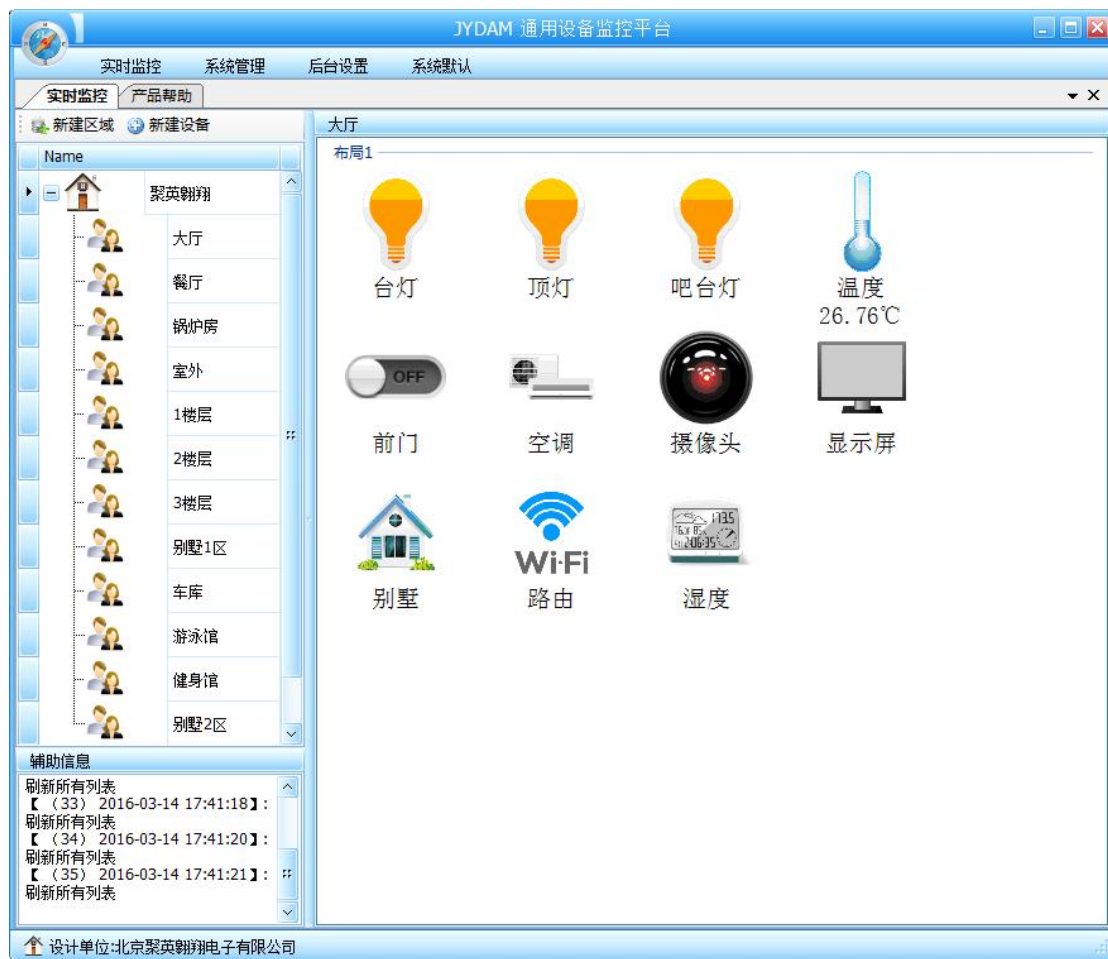 JYDAM 通用设备监控平台
实时监控 系统管理 后台设置 系统默认
实时监控 产品帮助
新建区域 新建设备
Name
聚英翱翔
大厅
餐厅
锅炉房
室外
1楼层
2楼层
3楼层
别墅1区
车库
游泳馆
健身馆
别墅2区
辅助信息
刷新所有列表
【（33） 2016-03-14 17:41:18】:
刷新所有列表
【（34） 2016-03-14 17:41:20】:
刷新所有列表
【（35） 2016-03-14 17:41:21】:
刷新所有列表
大厅
布局1
台灯 顶灯 吧台灯 温度
26.76℃
OFF
前门 空调 摄像头 显示屏
Wi-Fi
别墅 路由 湿度
设计单位:北京聚英翱翔电子有限公司